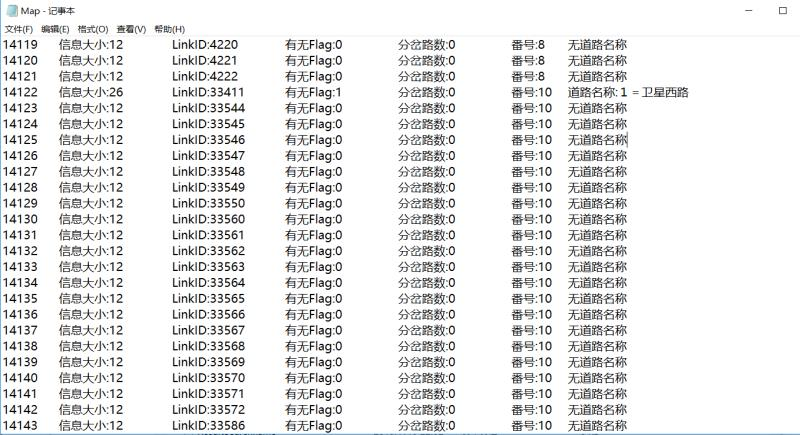 Map - 记事本
文件(F) 编辑(E) 格式(O) 查看(V) 帮助(H)
14119 信息大小:12 LinkID:4220 有无Flag:0 分岔路数:0 番号:8 无道路名称
14120 信息大小:12 LinkID:4221 有无Flag:0 分岔路数:0 番号:8 无道路名称
14121 信息大小:12 LinkID:4222 有无Flag:0 分岔路数:0 番号:8 无道路名称
14122 信息大小:26 LinkID:33411 有无Flag:1 分岔路数:0 番号:10 道路名称: 1 = 卫星西路
14123 信息大小:12 LinkID:33544 有无Flag:0 分岔路数:0 番号:10 无道路名称
14124 信息大小:12 LinkID:33545 有无Flag:0 分岔路数:0 番号:10 无道路名称
14125 信息大小:12 LinkID:33546 有无Flag:0 分岔路数:0 番号:10 无道路名称
14126 信息大小:12 LinkID:33547 有无Flag:0 分岔路数:0 番号:10 无道路名称
14127 信息大小:12 LinkID:33548 有无Flag:0 分岔路数:0 番号:10 无道路名称
14128 信息大小:12 LinkID:33549 有无Flag:0 分岔路数:0 番号:10 无道路名称
14129 信息大小:12 LinkID:33550 有无Flag:0 分岔路数:0 番号:10 无道路名称
14130 信息大小:12 LinkID:33560 有无Flag:0 分岔路数:0 番号:10 无道路名称
14131 信息大小:12 LinkID:33561 有无Flag:0 分岔路数:0 番号:10 无道路名称
14132 信息大小:12 LinkID:33562 有无Flag:0 分岔路数:0 番号:10 无道路名称
14133 信息大小:12 LinkID:33563 有无Flag:0 分岔路数:0 番号:10 无道路名称
14134 信息大小:12 LinkID:33564 有无Flag:0 分岔路数:0 番号:10 无道路名称
14135 信息大小:12 LinkID:33565 有无Flag:0 分岔路数:0 番号:10 无道路名称
14136 信息大小:12 LinkID:33566 有无Flag:0 分岔路数:0 番号:10 无道路名称
14137 信息大小:12 LinkID:33567 有无Flag:0 分岔路数:0 番号:10 无道路名称
14138 信息大小:12 LinkID:33568 有无Flag:0 分岔路数:0 番号:10 无道路名称
14139 信息大小:12 LinkID:33569 有无Flag:0 分岔路数:0 番号:10 无道路名称
14140 信息大小:12 LinkID:33570 有无Flag:0 分岔路数:0 番号:10 无道路名称
14141 信息大小:12 LinkID:33571 有无Flag:0 分岔路数:0 番号:10 无道路名称
14142 信息大小:12 LinkID:33572 有无Flag:0 分岔路数:0 番号:10 无道路名称
14143 信息大小:12 LinkID:33586 有无Flag:0 分岔路数:0 番号:10 无道路名称